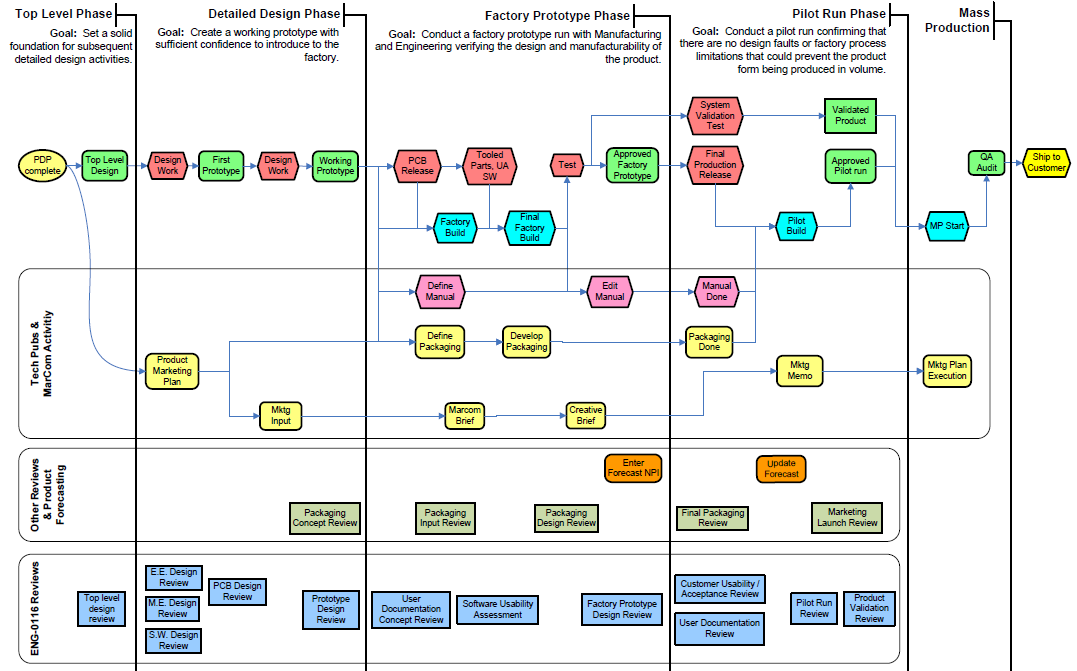 Top Level Phase
Goal: Set a solid
foundation for subsequent
detailed design activities.
Detailed Design Phase
Goal: Create a working prototype with
sufficient confidence to introduce to the
factory.
Factory Prototype Phase
Goal: Conduct a factory prototype run with Manufacturing
and Engineering verifying the design and manufacturability of
the product.
Pilot Run Phase
Goal: Conduct a pilot run confirming that
there are no design faults or factory process
limitations that could prevent the product
form being produced in volume.
Mass
Production
System
Validation
Test
Validated
Product
PDP
complete
Top Level
Design
Design
Work
First
Prototype
Design
Work
Working
Prototype
PCB
Release
Tooled
Parts, UA
SW
Test
Approved
Factory
Prototype
Final
Production
Release
Approved
Pilot run
QA
Audit
Ship to
Customer
Factory
Build
Final
Factory
Build
Pilot
Build
MP Start
Tech Pubs &
MarCom Activitiy
Define
Manual
Edit
Manual
Manual
Done
Define
Packaging
Develop
Packaging
Packaging
Done
Product
Marketing
Plan
Mktg
Memo
Mktg Plan
Execution
Mktg
Input
Marcom
Brief
Creative
Brief
Other Reviews
& Product
Forecasting
Enter
Forecast NPI
Update
Forecast
Packaging
Concept Review
Packaging
Input Review
Packaging
Design Review
Final Packaging
Review
Marketing
Launch Review
ENG-0116 Reviews
Top level
design
review
E.E. Design
Review
M.E. Design
Review
S.W. Design
Review
PCB Design
Review
Prototype
Design
Review
User
Documentation
Concept Review
Software Usability
Assessment
Factory Prototype
Design Review
Customer Usability /
Acceptance Review
User Documentation
Review
Pilot Run
Review
Product
Validation
Review